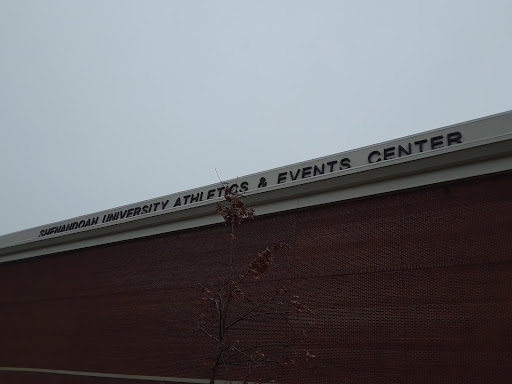 SHENANDOAH UNIVERSITY ATHLETICS & EVENTS CENTER